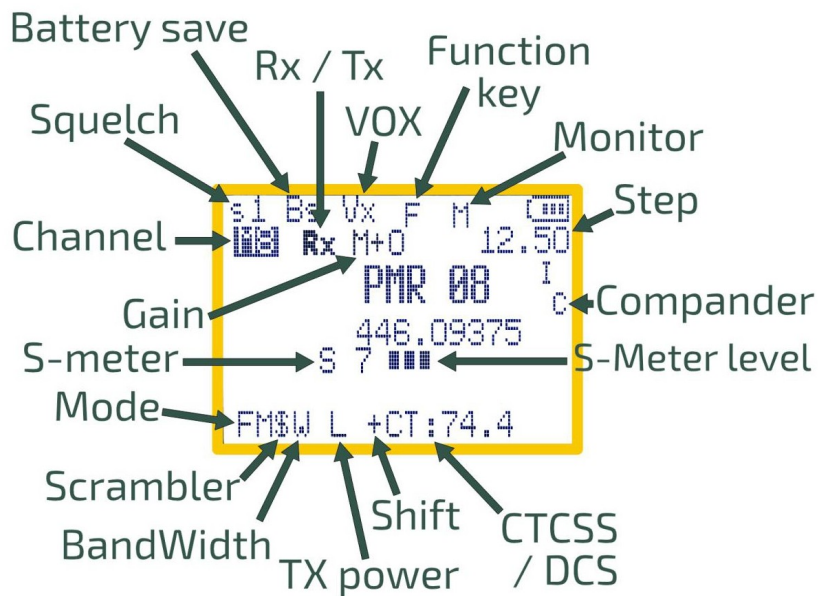 Battery save
Rx / Tx
Function
key
Squelch
VOX
Monitor
s1 Bs Vx F M
Step
Channel
M8 Rx M+0 12.50
I
PMR 08
C
Compander
Gain
446.09375
S-meter
S 7
S-Meter level
Mode
FM$W L +CT:74.4
Scrambler
Shift
CTCSS
/ DCS
BandWidth
TX power